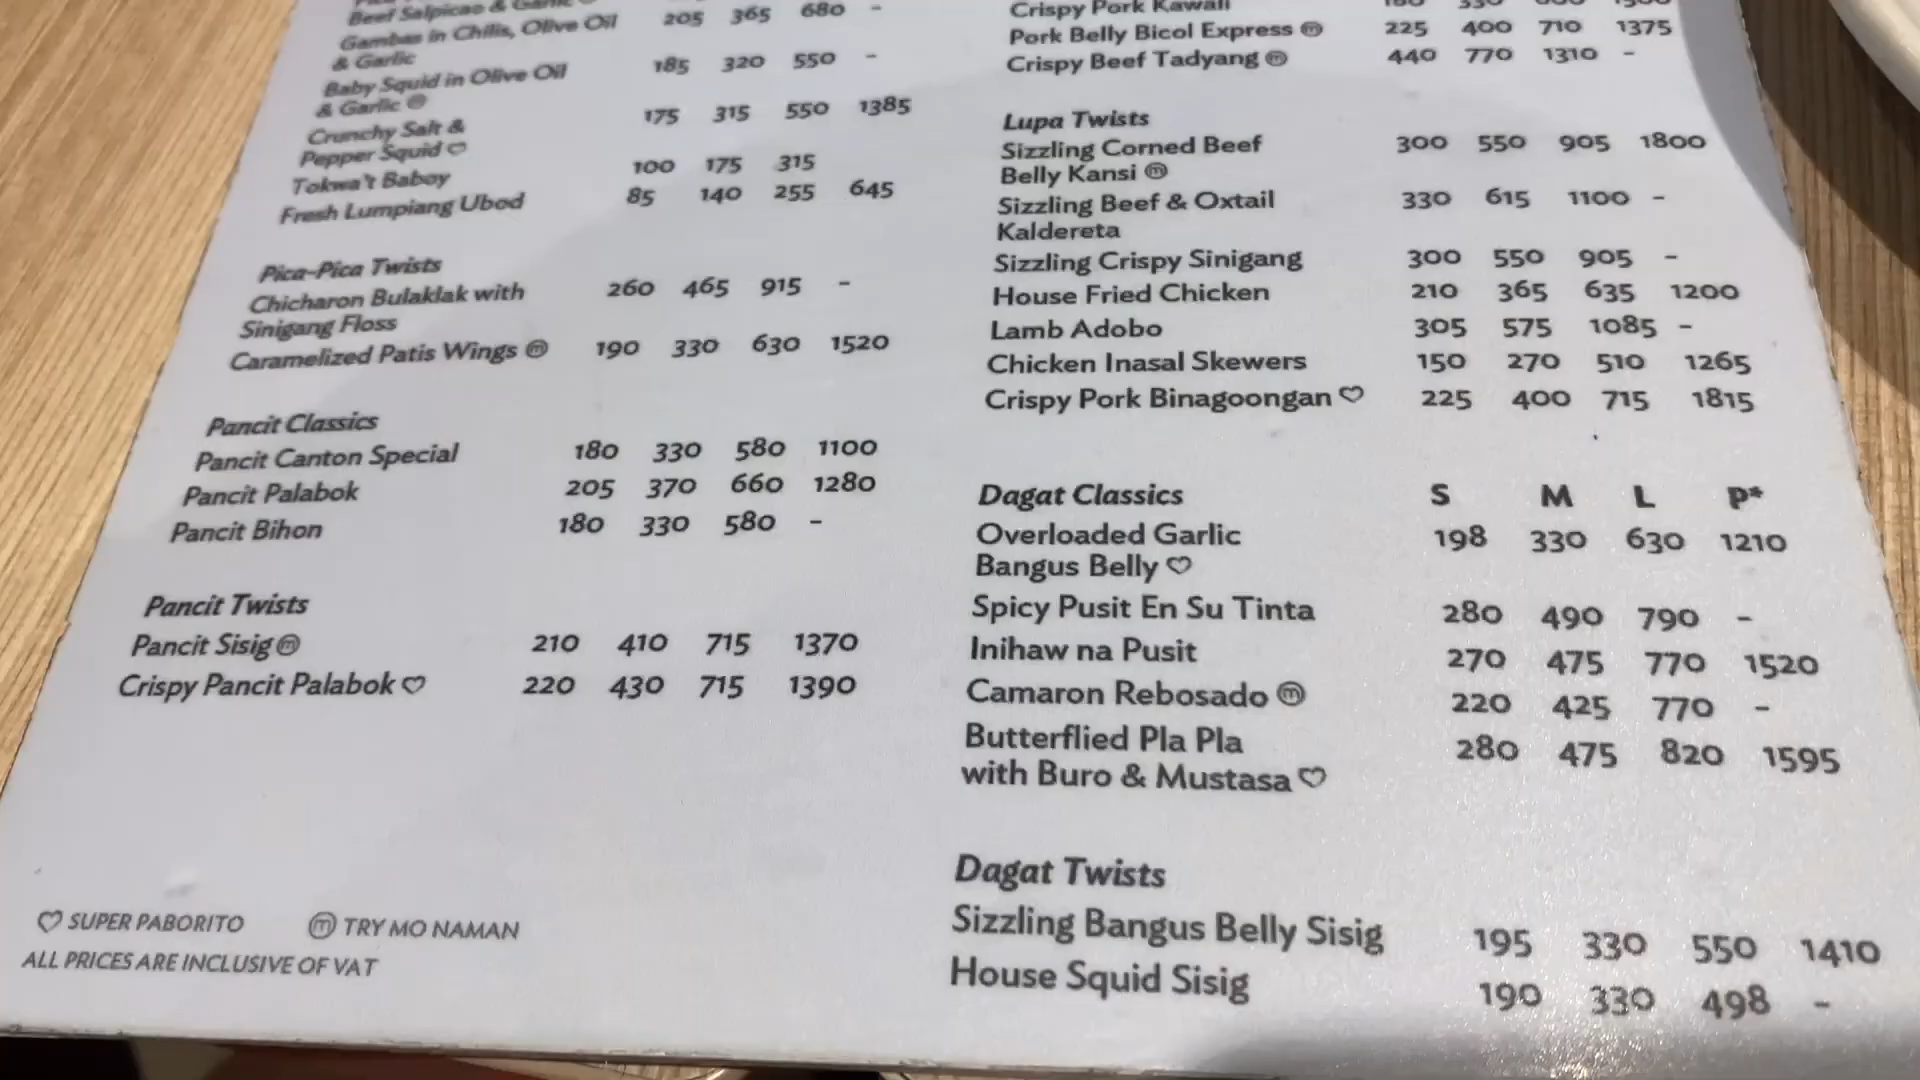 Beef Salpicao & Garlic
Gambas in Chilis, Olive Oil 205 365 680 -
& Garlic
Baby Squid in Olive Oil 185 320 550 -
& Garlic ⓜ
Crunchy Salt & 175 315 550 1385
Pepper Squid ♡
Tokwa't Baboy 100 175 315
Fresh Lumpiang Ubod 85 140 255 645
Pica-Pica Twists
Chicharon Bulaklak with 260 465 915 -
Sinigang Floss
Caramelized Patis Wings ⓜ 190 330 630 1520
Pancit Classics
Pancit Canton Special 180 330 580 1100
Pancit Palabok 205 370 660 1280
Pancit Bihon 180 330 580 -
Pancit Twists
Pancit Sisig ⓜ 210 410 715 1370
Crispy Pancit Palabok ♡ 220 430 715 1390
♡ SUPER PABORITO ⓜ TRY MO NAMAN
ALL PRICES ARE INCLUSIVE OF VAT
Crispy Pork Kawali
Pork Belly Bicol Express ⓜ 225 400 710 1375
Crispy Beef Tadyang ⓜ 440 770 1310 -
Lupa Twists
Sizzling Corned Beef 300 550 905 1800
Belly Kansi ⓜ
Sizzling Beef & Oxtail 330 615 1100 -
Kaldereta
Sizzling Crispy Sinigang 300 550 905 -
House Fried Chicken 210 365 635 1200
Lamb Adobo 305 575 1085 -
Chicken Inasal Skewers 150 270 510 1265
Crispy Pork Binagoongan ♡ 225 400 715 1815
Dagat Classics S M L P*
Overloaded Garlic 198 330 630 1210
Bangus Belly ♡
Spicy Pusit En Su Tinta 280 490 790 -
Inihaw na Pusit 270 475 770 1520
Camaron Rebosado ⓜ 220 425 770 -
Butterflied Pla Pla 280 475 820 1595
with Buro & Mustasa ♡
Dagat Twists
Sizzling Bangus Belly Sisig 195 330 550 1410
House Squid Sisig 190 330 498 -